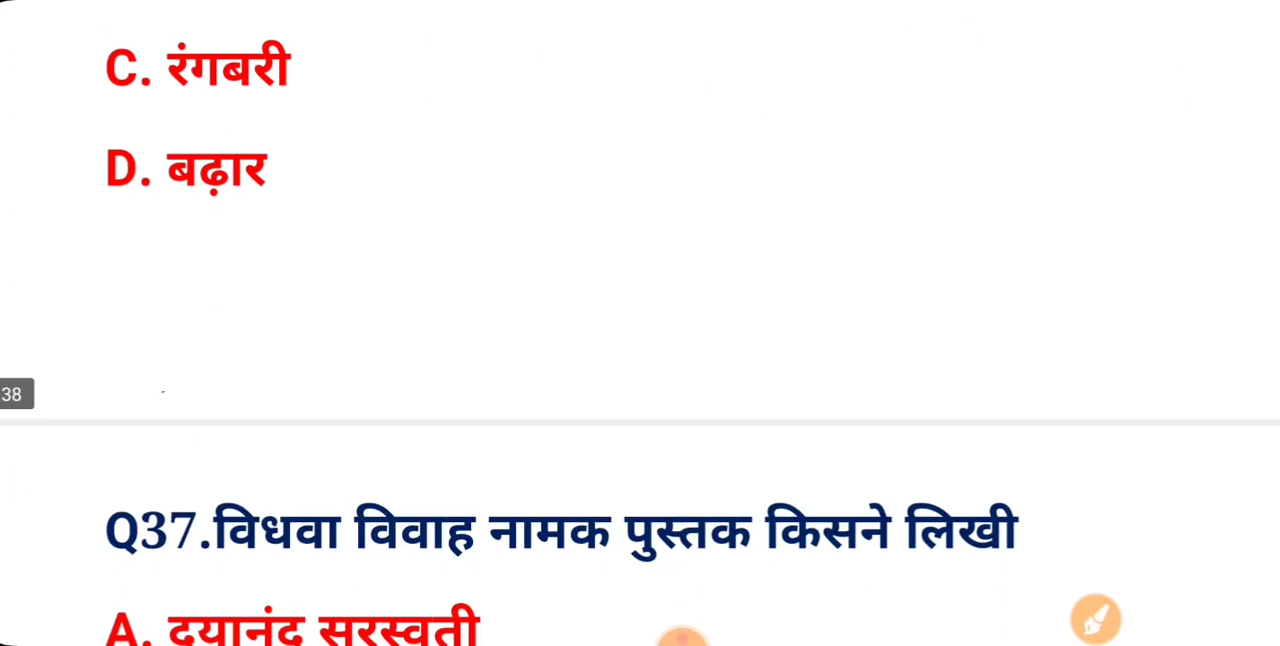 C. रंगबरी
D. बढ़ार
38
Q37.विधवा विवाह नामक पुस्तक किसने लिखी
A. दयानंद सरस्वती